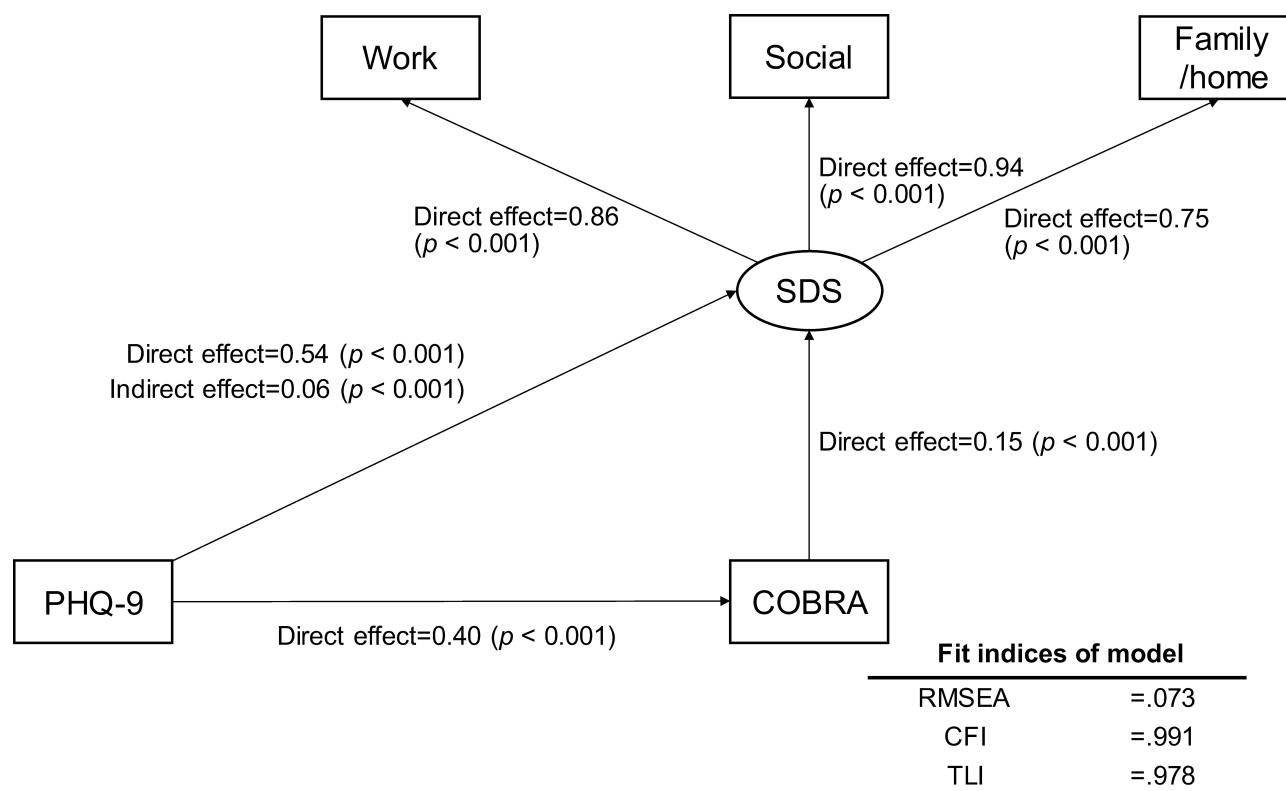 Work
Social
Family
/home
Direct effect=0.94
(p < 0.001)
Direct effect=0.86
(p < 0.001)
Direct effect=0.75
(p < 0.001)
SDS
Direct effect=0.54 (p < 0.001)
Indirect effect=0.06 (p < 0.001)
Direct effect=0.15 (p < 0.001)
PHQ-9
COBRA
Direct effect=0.40 (p < 0.001)
Fit indices of model
RMSEA =.073
CFI =.991
TLI =.978